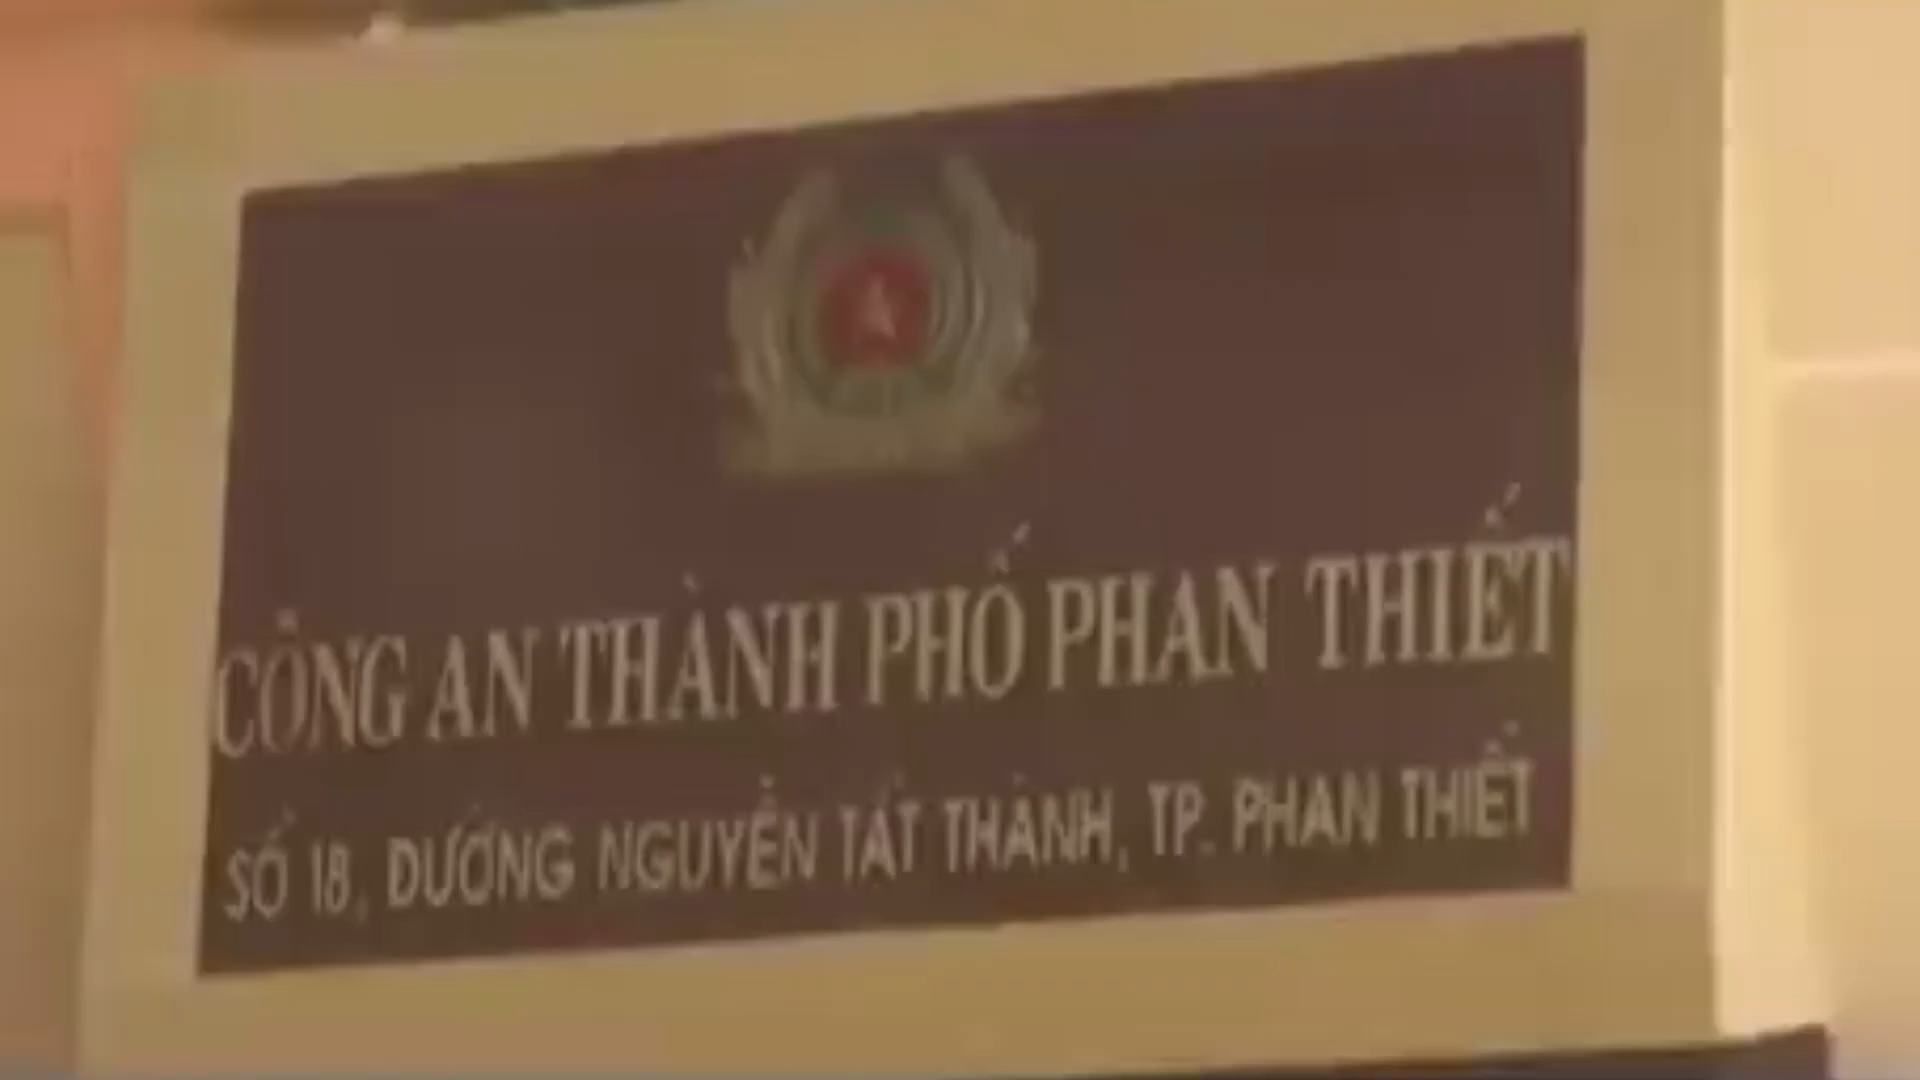 CÔNG AN THÀNH PHỐ PHAN THIẾT
SỐ 18, ĐƯỜNG NGUYỄN TẤT THÀNH, TP. PHAN THIẾT